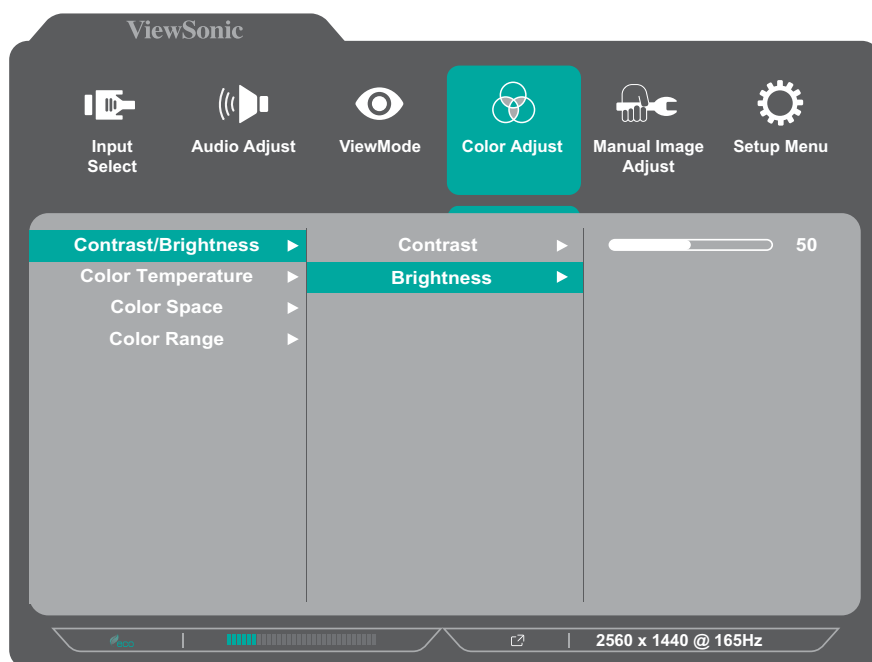 ViewSonic
Input
Select
Audio Adjust
ViewMode
Color Adjust
Manual Image
Adjust
Setup Menu
Contrast/Brightness
Contrast
50
Color Temperature
Brightness
Color Space
Color Range
eco
2560 x 1440 @ 165Hz